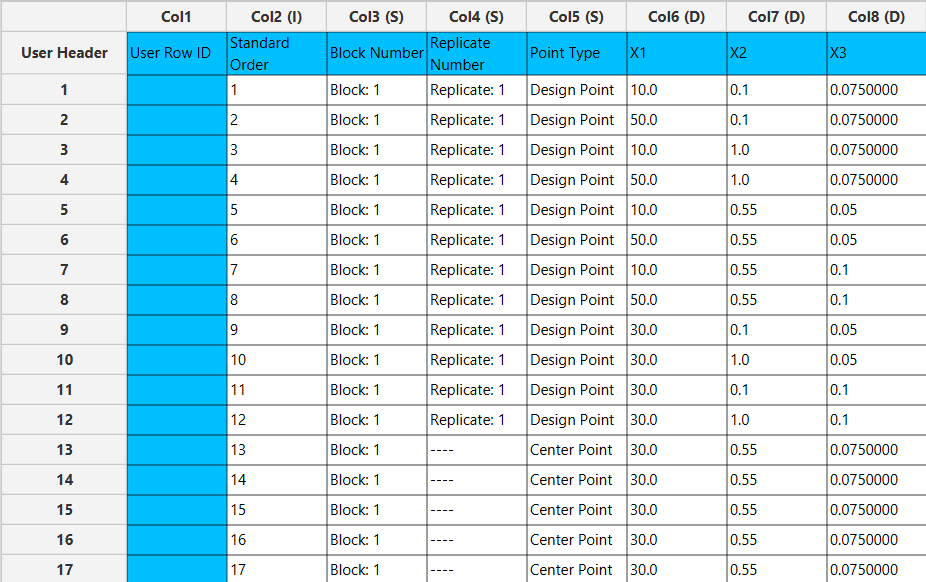 Col1 Col2 (I) Col3 (S) Col4 (S) Col5 (S) Col6 (D) Col7 (D) Col8 (D)
User Header User Row ID Standard Order Block Number Replicate Number Point Type X1 X2 X3
1 1 Block: 1 Replicate: 1 Design Point 10.0 0.1 0.0750000
2 2 Block: 1 Replicate: 1 Design Point 50.0 0.1 0.0750000
3 3 Block: 1 Replicate: 1 Design Point 10.0 1.0 0.0750000
4 4 Block: 1 Replicate: 1 Design Point 50.0 1.0 0.0750000
5 5 Block: 1 Replicate: 1 Design Point 10.0 0.55 0.05
6 6 Block: 1 Replicate: 1 Design Point 50.0 0.55 0.05
7 7 Block: 1 Replicate: 1 Design Point 10.0 0.55 0.1
8 8 Block: 1 Replicate: 1 Design Point 50.0 0.55 0.1
9 9 Block: 1 Replicate: 1 Design Point 30.0 0.1 0.05
10 10 Block: 1 Replicate: 1 Design Point 30.0 1.0 0.05
11 11 Block: 1 Replicate: 1 Design Point 30.0 0.1 0.1
12 12 Block: 1 Replicate: 1 Design Point 30.0 1.0 0.1
13 13 Block: 1 ---- Center Point 30.0 0.55 0.0750000
14 14 Block: 1 ---- Center Point 30.0 0.55 0.0750000
15 15 Block: 1 ---- Center Point 30.0 0.55 0.0750000
16 16 Block: 1 ---- Center Point 30.0 0.55 0.0750000
17 17 Block: 1 ---- Center Point 30.0 0.55 0.0750000